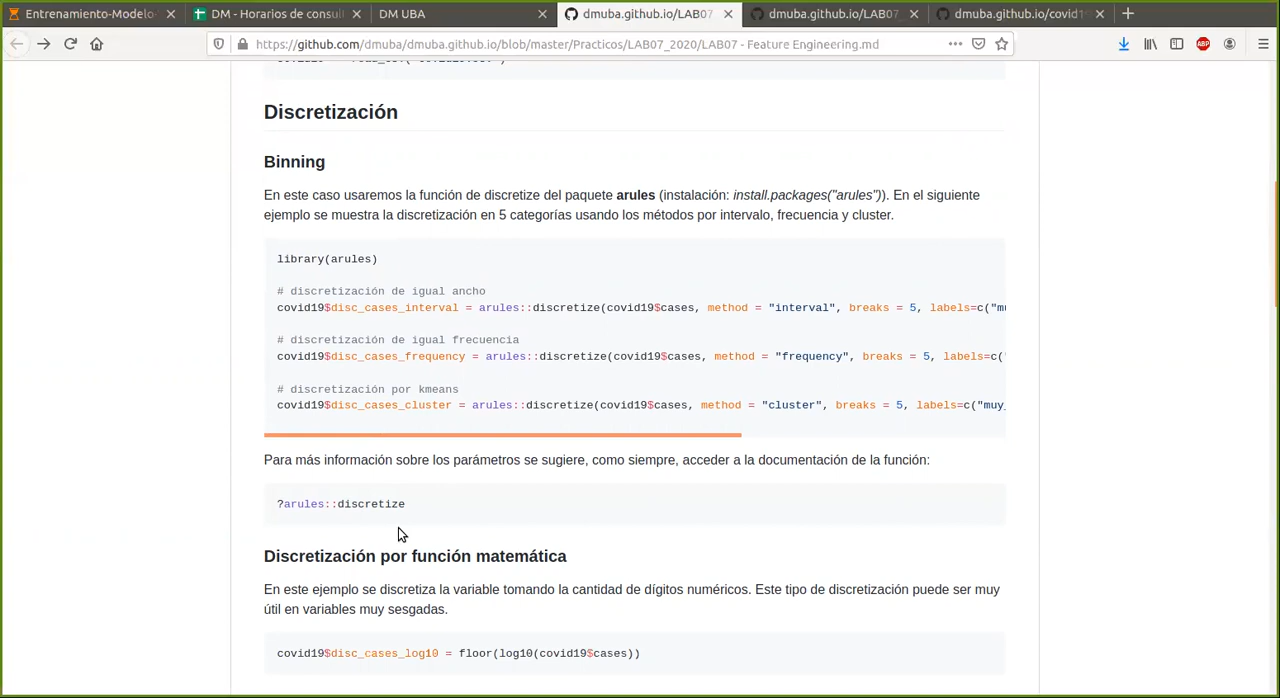 Entrenamiento-Modelo-
DM - Horarios de consul
DM UBA
dmuba.github.io/LAB07
dmuba.github.io/LAB07_
dmuba.github.io/covid1
https://github.com/dmuba/dmuba.github.io/blob/master/Practicos/LAB07_2020/LAB07 - Feature Engineering.md
ABP
Discretización
Binning
En este caso usaremos la función de discretize del paquete arules (instalación: install.packages("arules")). En el siguiente
ejemplo se muestra la discretización en 5 categorías usando los métodos por intervalo, frecuencia y cluster.
library(arules)
# discretización de igual ancho
covid19$disc_cases_interval = arules::discretize(covid19$cases, method = "interval", breaks = 5, labels=c("mu
# discretización de igual frecuencia
covid19$disc_cases_frequency = arules::discretize(covid19$cases, method = "frequency", breaks = 5, labels=c("
# discretización por kmeans
covid19$disc_cases_cluster = arules::discretize(covid19$cases, method = "cluster", breaks = 5, labels=c("muy_
Para más información sobre los parámetros se sugiere, como siempre, acceder a la documentación de la función:
?arules::discretize
Discretización por función matemática
En este ejemplo se discretiza la variable tomando la cantidad de dígitos numéricos. Este tipo de discretización puede ser muy
útil en variables muy sesgadas.
covid19$disc_cases_log10 = floor(log10(covid19$cases))